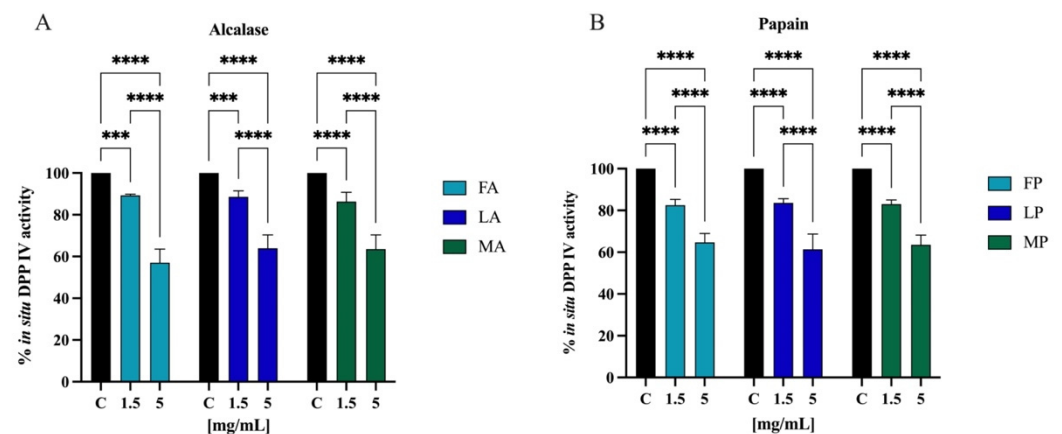 A
Alcalase
**** **** ****
**** **** ****
*** *** ****
% in situ DPP IV activity
100
80
60
40
20
0
C 1.5 5 C 1.5 5 C 1.5 5
[mg/mL]
FA
LA
MA
B
Papain
**** **** ****
**** ****
**** **** **** ****
% in situ DPP IV activity
100
80
60
40
20
0
C 1.5 5 C 1.5 5 C 1.5 5
[mg/mL]
FP
LP
MP